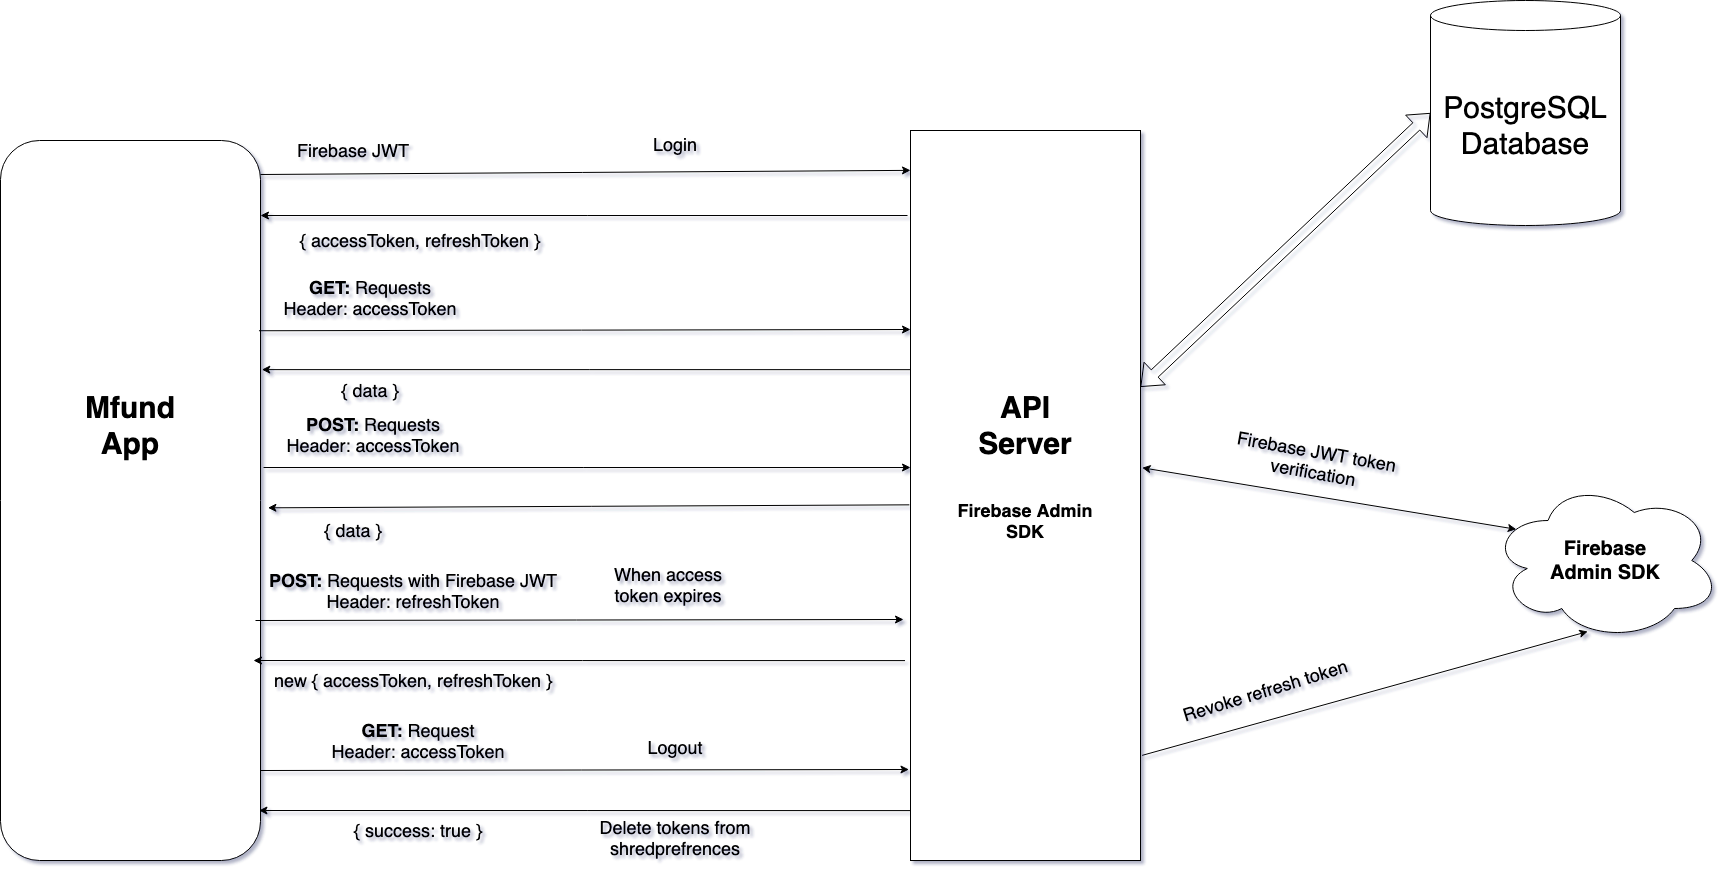 PostgreSQL
Database
Firebase JWT
Login
{ accessToken, refreshToken }
GET: Requests
Header: accessToken
{ data }
POST: Requests
Header: accessToken
Mfund
App
API
Server
Firebase Admin
SDK
Firebase JWT token
verification
{ data }
Firebase
Admin SDK
POST: Requests with Firebase JWT
Header: refreshToken
When access
token expires
new { accessToken, refreshToken }
Revoke refresh token
GET: Request
Header: accessToken
Logout
{ success: true }
Delete tokens from
shredprefrences